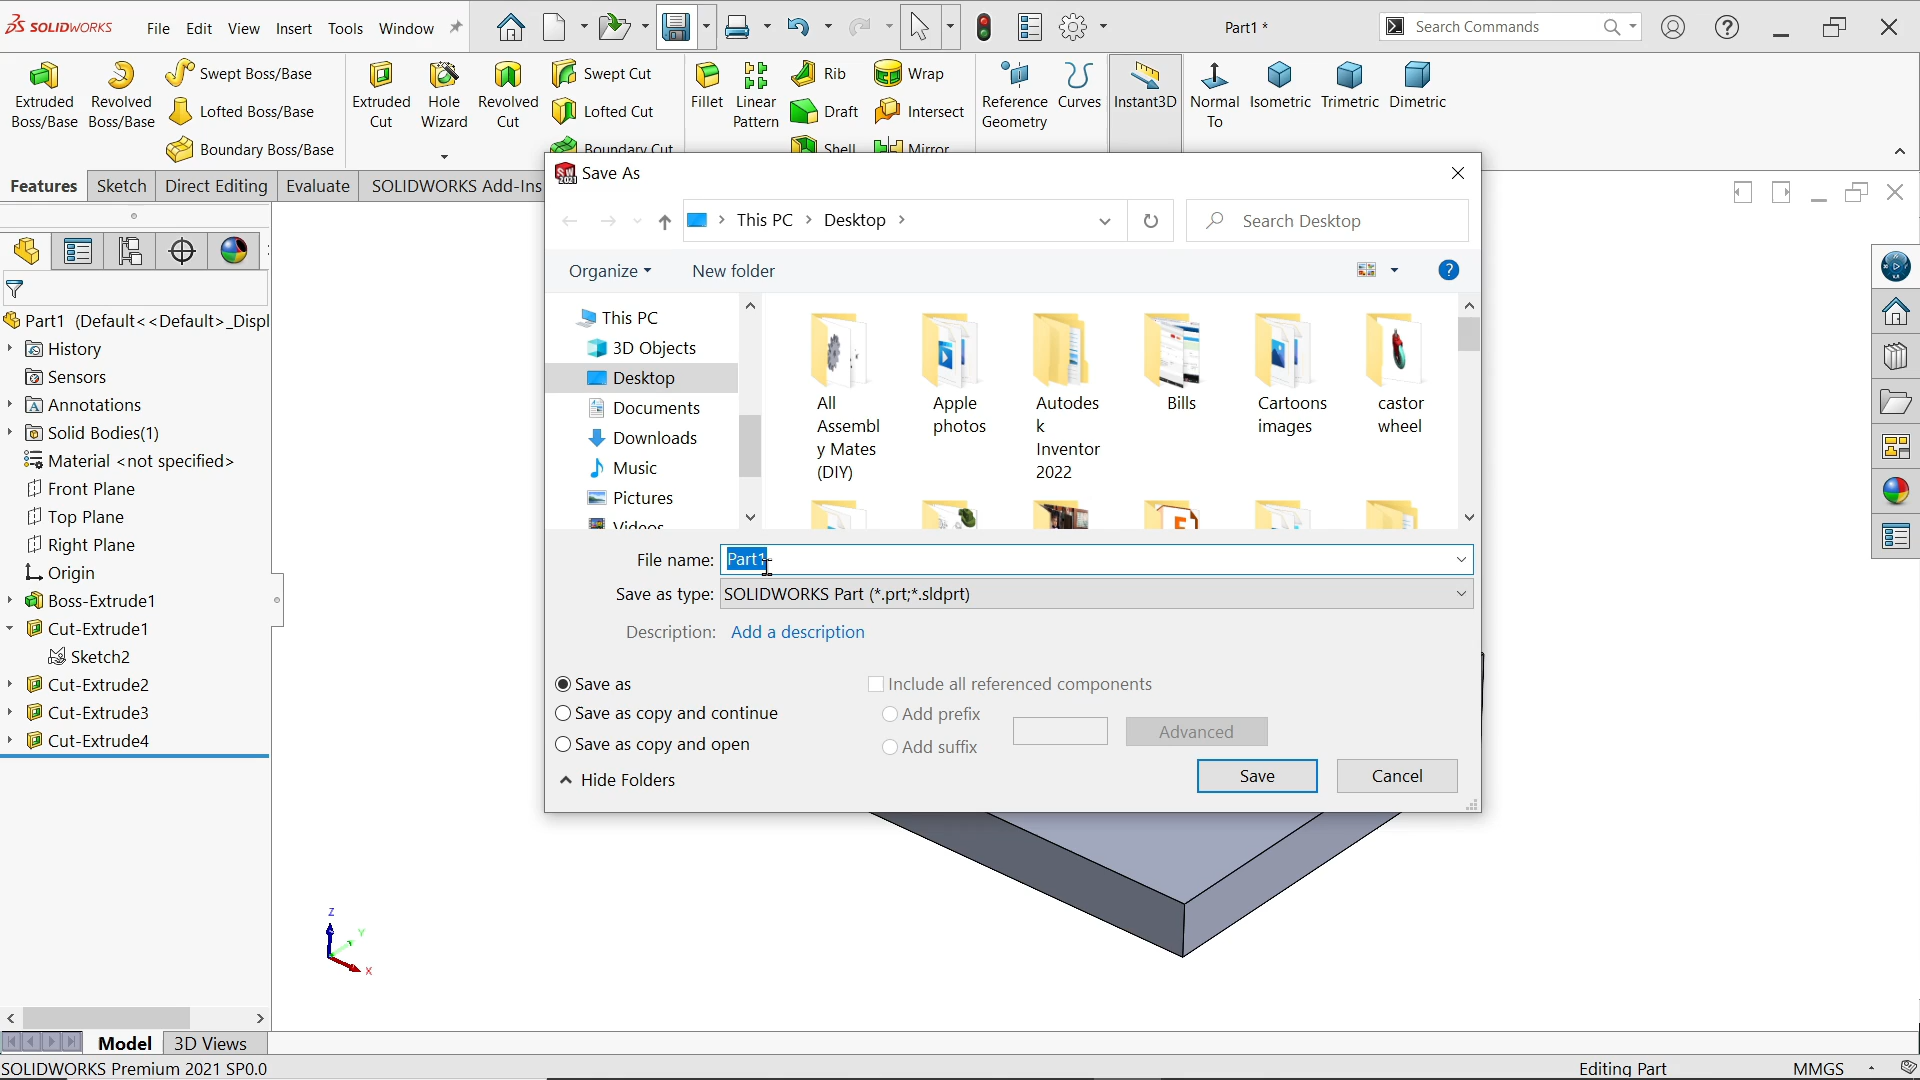 SOLIDWORKS
File
Edit
View
Insert
Tools
Window
Part1 *
Search Commands
Extruded Boss/Base
Revolved Boss/Base
Swept Boss/Base
Lofted Boss/Base
Boundary Boss/Base
Extruded Cut
Hole Wizard
Revolved Cut
Swept Cut
Lofted Cut
Boundary Cut
Fillet
Linear Pattern
Rib
Draft
Shell
Wrap
Intersect
Mirror
Reference Geometry
Curves
Instant3D
Normal To
Isometric
Trimetric
Dimetric
Features
Sketch
Direct Editing
Evaluate
SOLIDWORKS Add-Ins
Part1 (Default<<Default>_Displ
History
Sensors
Annotations
Solid Bodies(1)
Material <not specified>
Front Plane
Top Plane
Right Plane
Origin
Boss-Extrude1
Cut-Extrude1
Sketch2
Cut-Extrude2
Cut-Extrude3
Cut-Extrude4
Save As
This PC
Desktop
Search Desktop
Organize
New folder
This PC
3D Objects
Desktop
Documents
Downloads
Music
Pictures
Videos
All
Assembl
y Mates
(DIY)
Apple
photos
Autodes
k
Inventor
2022
Bills
Cartoons
images
castor
wheel
File name: Part1
Save as type: SOLIDWORKS Part (*.prt;*.sldprt)
Description: Add a description
Save as
Save as copy and continue
Save as copy and open
Include all referenced components
Add prefix
Add suffix
Advanced
Hide Folders
Save
Cancel
Z
Y
X
Model
3D Views
SOLIDWORKS Premium 2021 SP0.0
Editing Part
MMGS